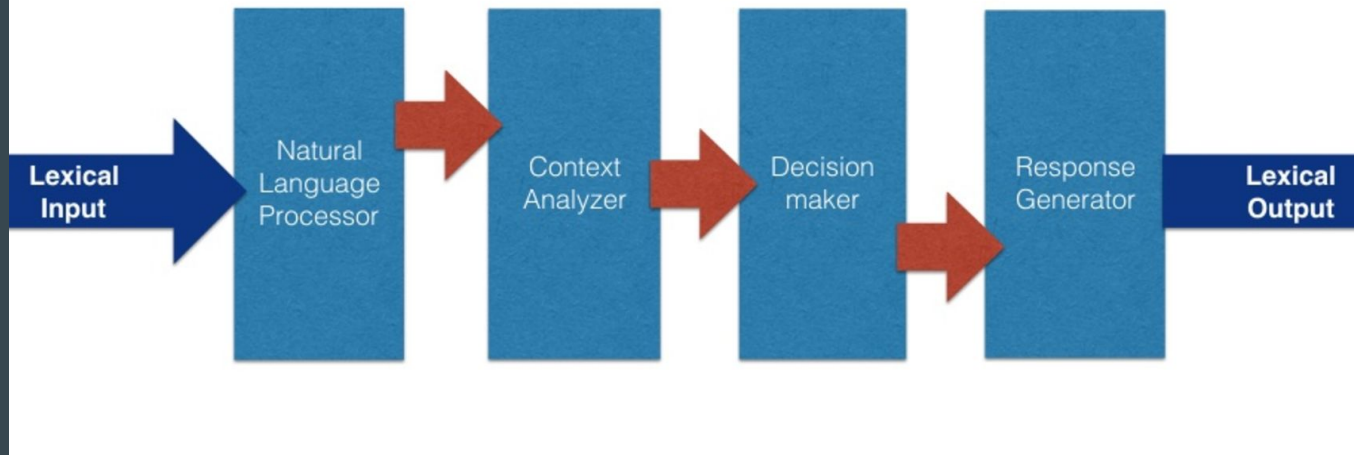 Lexical
Input
Natural
Language
Processor
Context
Analyzer
Decision
maker
Response
Generator
Lexical
Output